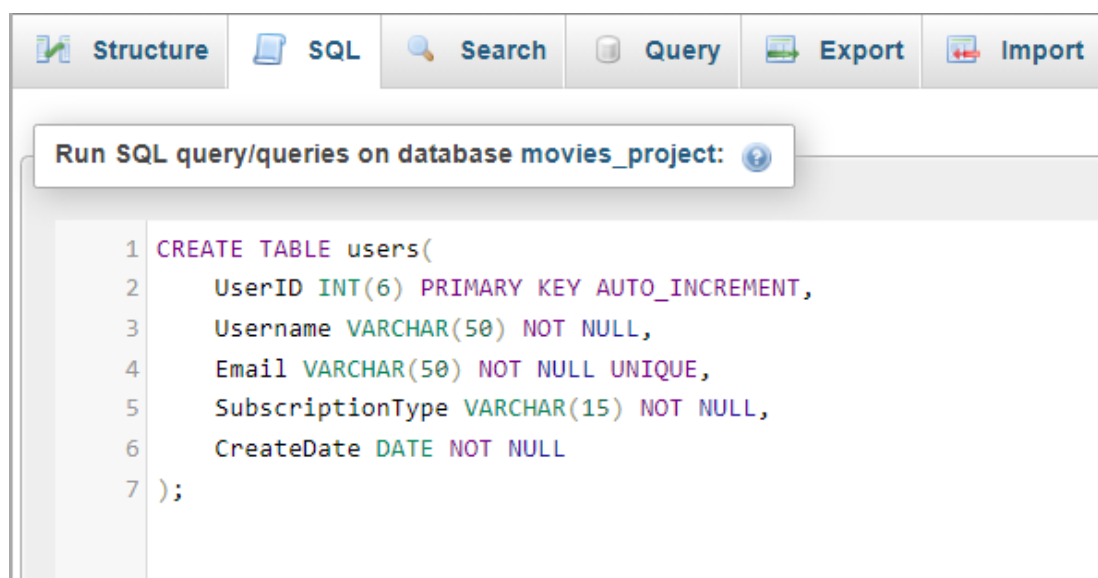 Structure SQL Search Query Export Import
Run SQL query/queries on database movies_project:
1 CREATE TABLE users(
2 UserID INT(6) PRIMARY KEY AUTO_INCREMENT,
3 Username VARCHAR(50) NOT NULL,
4 Email VARCHAR(50) NOT NULL UNIQUE,
5 SubscriptionType VARCHAR(15) NOT NULL,
6 CreateDate DATE NOT NULL
7 );